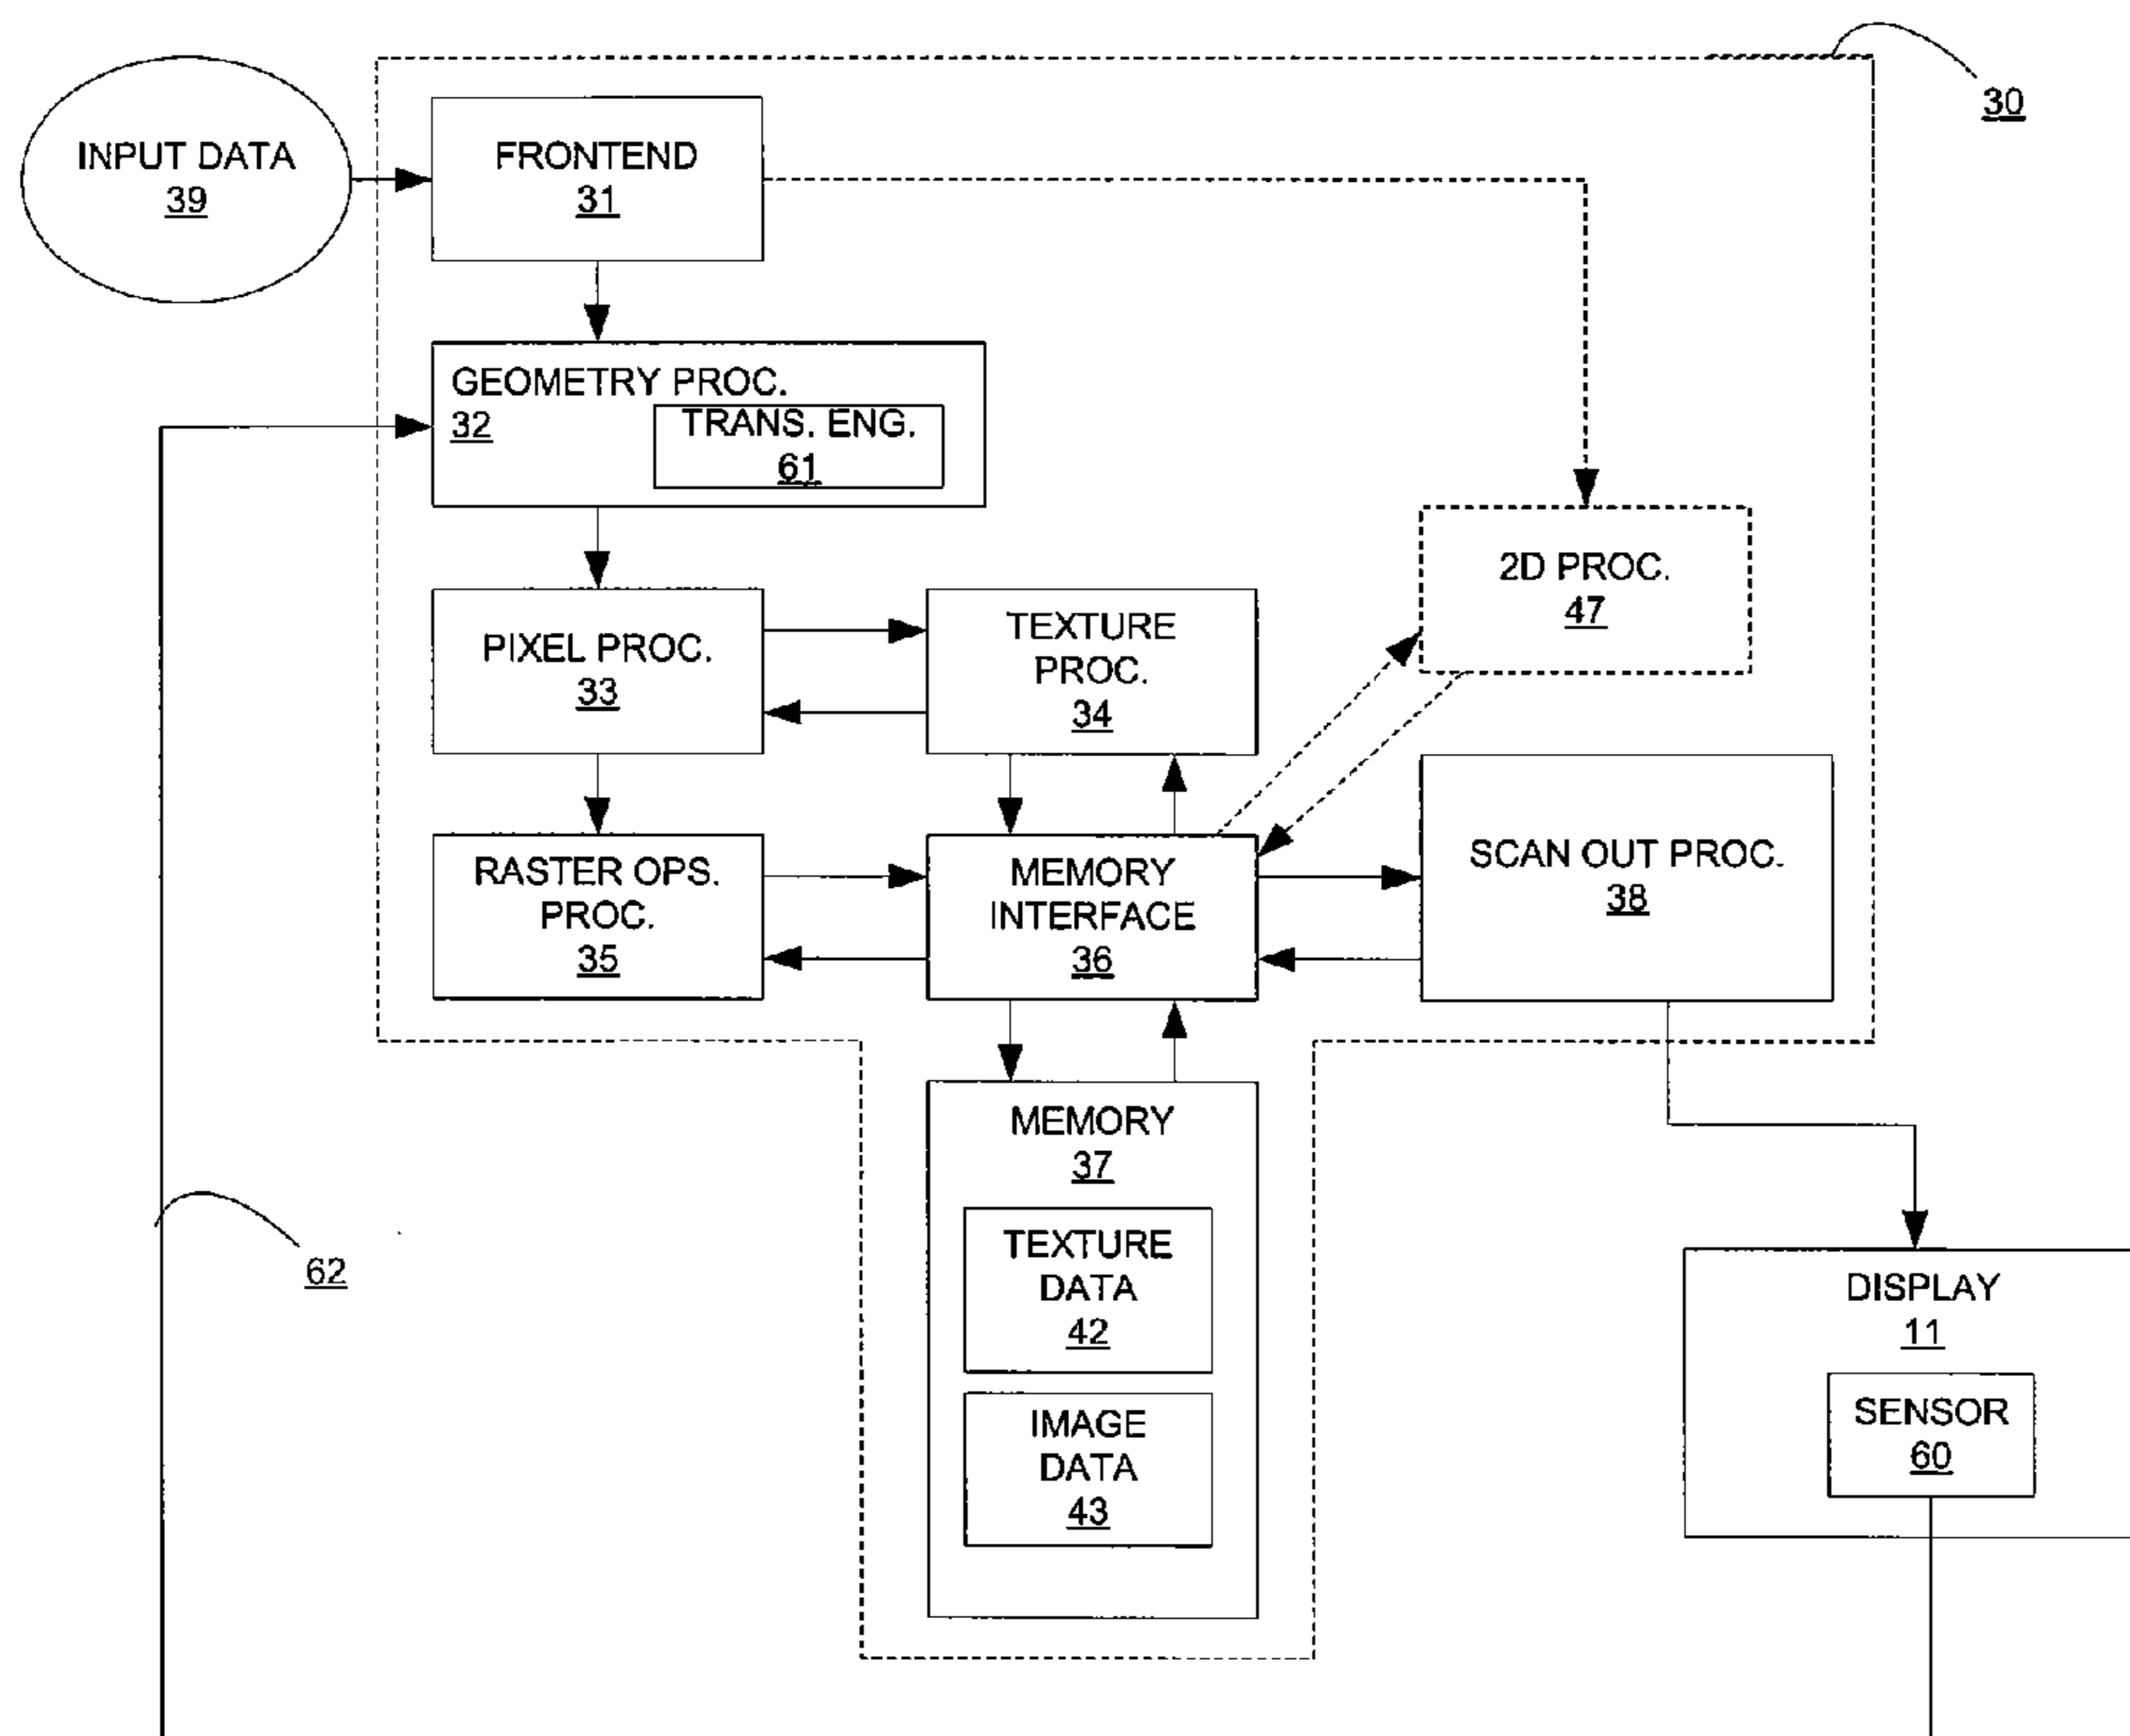 30
INPUT DATA
39
FRONTEND
31
GEOMETRY PROC.
32
TRANS. ENG.
61
2D PROC.
47
PIXEL PROC.
33
TEXTURE
PROC.
34
RASTER OPS.
PROC.
35
MEMORY
INTERFACE
36
SCAN OUT PROC.
38
MEMORY
37
TEXTURE
DATA
42
IMAGE
DATA
43
62
DISPLAY
11
SENSOR
60